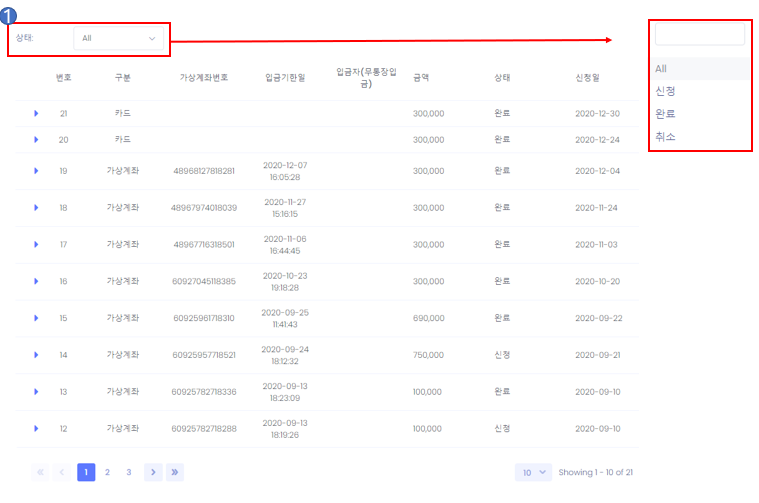 1
상태: All
All
신청
완료
취소
번호 구분 가상계좌번호 입금기한일 입금자(무통장입금) 금액 상태 신청일
21 카드 300,000 완료 2020-12-30
20 카드 300,000 완료 2020-12-24
19 가상계좌 48968127818281 2020-12-07 16:05:28 300,000 완료 2020-12-04
18 가상계좌 48967974018039 2020-11-27 15:16:15 300,000 완료 2020-11-24
17 가상계좌 48967716318501 2020-11-06 16:44:45 300,000 완료 2020-11-03
16 가상계좌 60927045118385 2020-10-23 19:18:28 300,000 완료 2020-10-20
15 가상계좌 60925961718310 2020-09-25 11:41:43 690,000 완료 2020-09-22
14 가상계좌 60925957718521 2020-09-24 18:12:32 750,000 신청 2020-09-21
13 가상계좌 60925782718336 2020-09-13 18:23:09 100,000 완료 2020-09-10
12 가상계좌 60925782718288 2020-09-13 18:19:26 100,000 신청 2020-09-10
« ‹ 1 2 3 › » 10 Showing 1 - 10 of 21